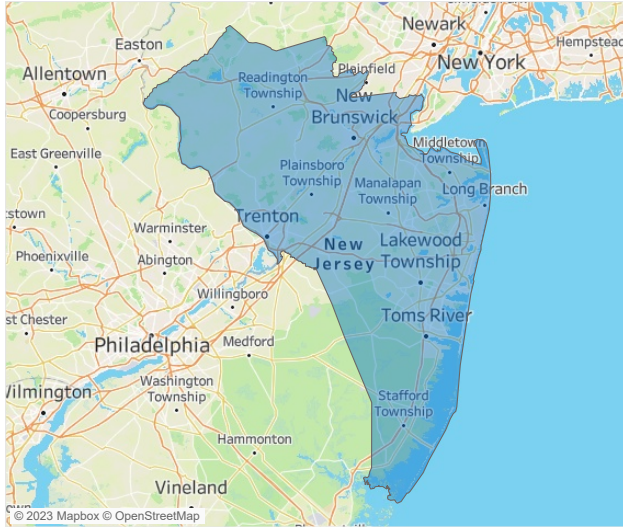 Newark
Easton
Plainfield
New York
Hempstead
Allentown
Readington
Township
New
Brunswick
Coopersburg
East Greenville
Middletown
Township
Plainsboro
Township
Manalapan
Township
Long Branch
Trenton
Warminster
New
Jersey
Lakewood
Township
Phoenixville
Abington
Willingboro
Toms River
st Chester
Philadelphia
Medford
Wilmington
Washington
Township
Stafford
Township
Hammonton
Vineland
© 2023 Mapbox © OpenStreetMap